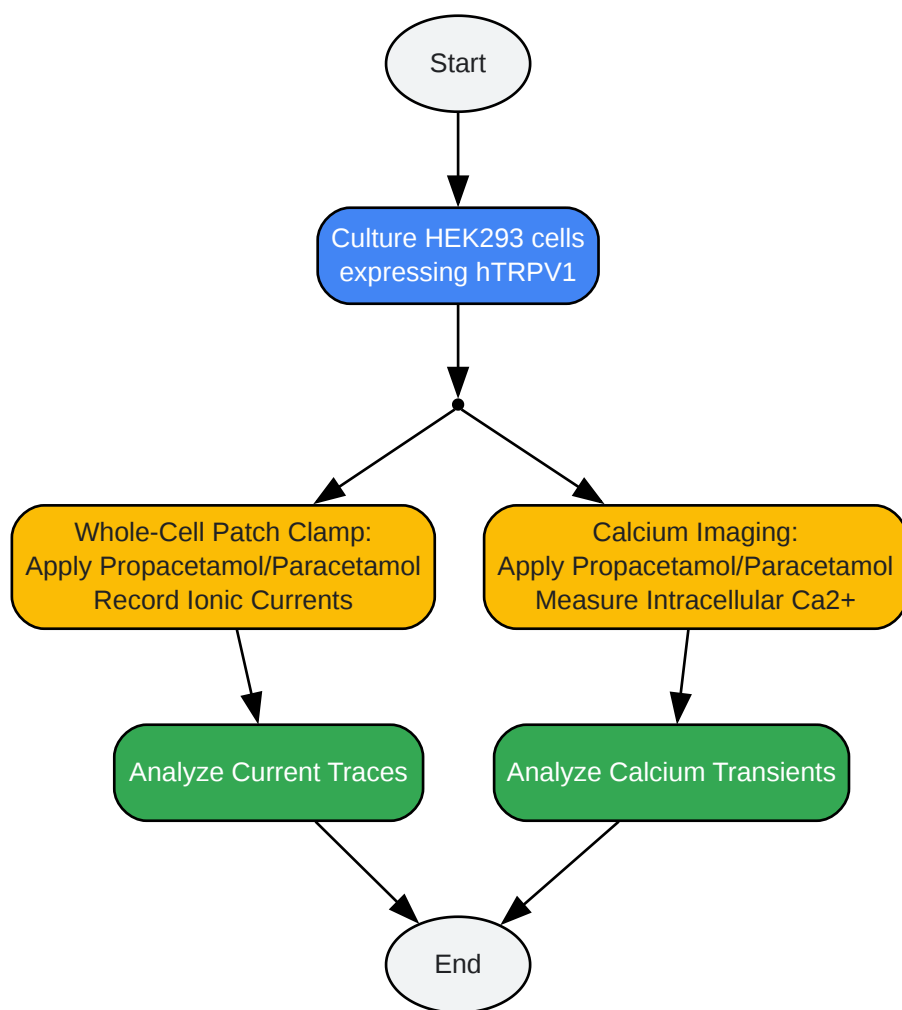 Start
Culture HEK293 cells
expressing hTRPV1
Whole-Cell Patch Clamp:
Apply Propacetamol/Paracetamol
Record Ionic Currents
Calcium Imaging:
Apply Propacetamol/Paracetamol
Measure Intracellular Ca2+
Analyze Current Traces
Analyze Calcium Transients
End